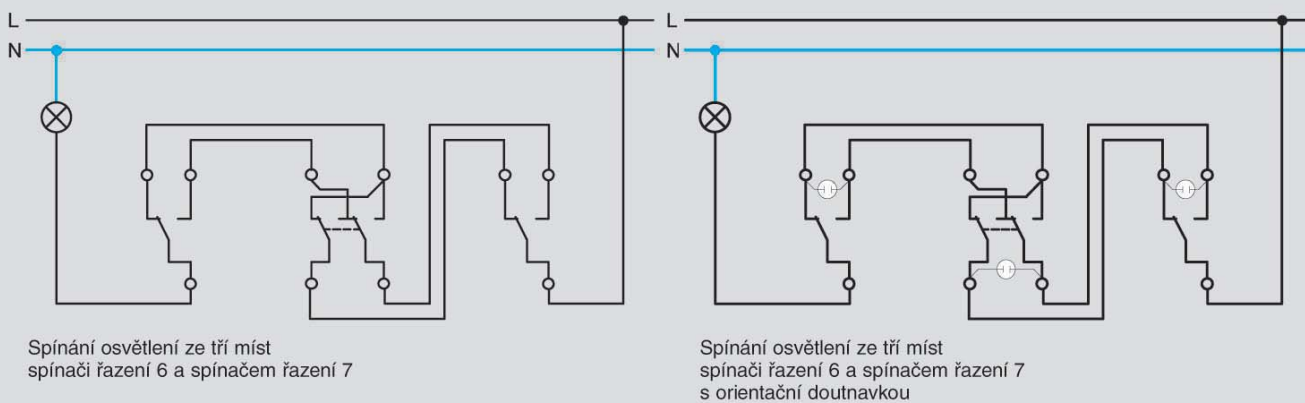 L
N
Spínání osvětlení ze tří míst
spínači řazení 6 a spínačem řazení 7
L
N
Spínání osvětlení ze tří míst
spínači řazení 6 a spínačem řazení 7
s orientační doutnavkou